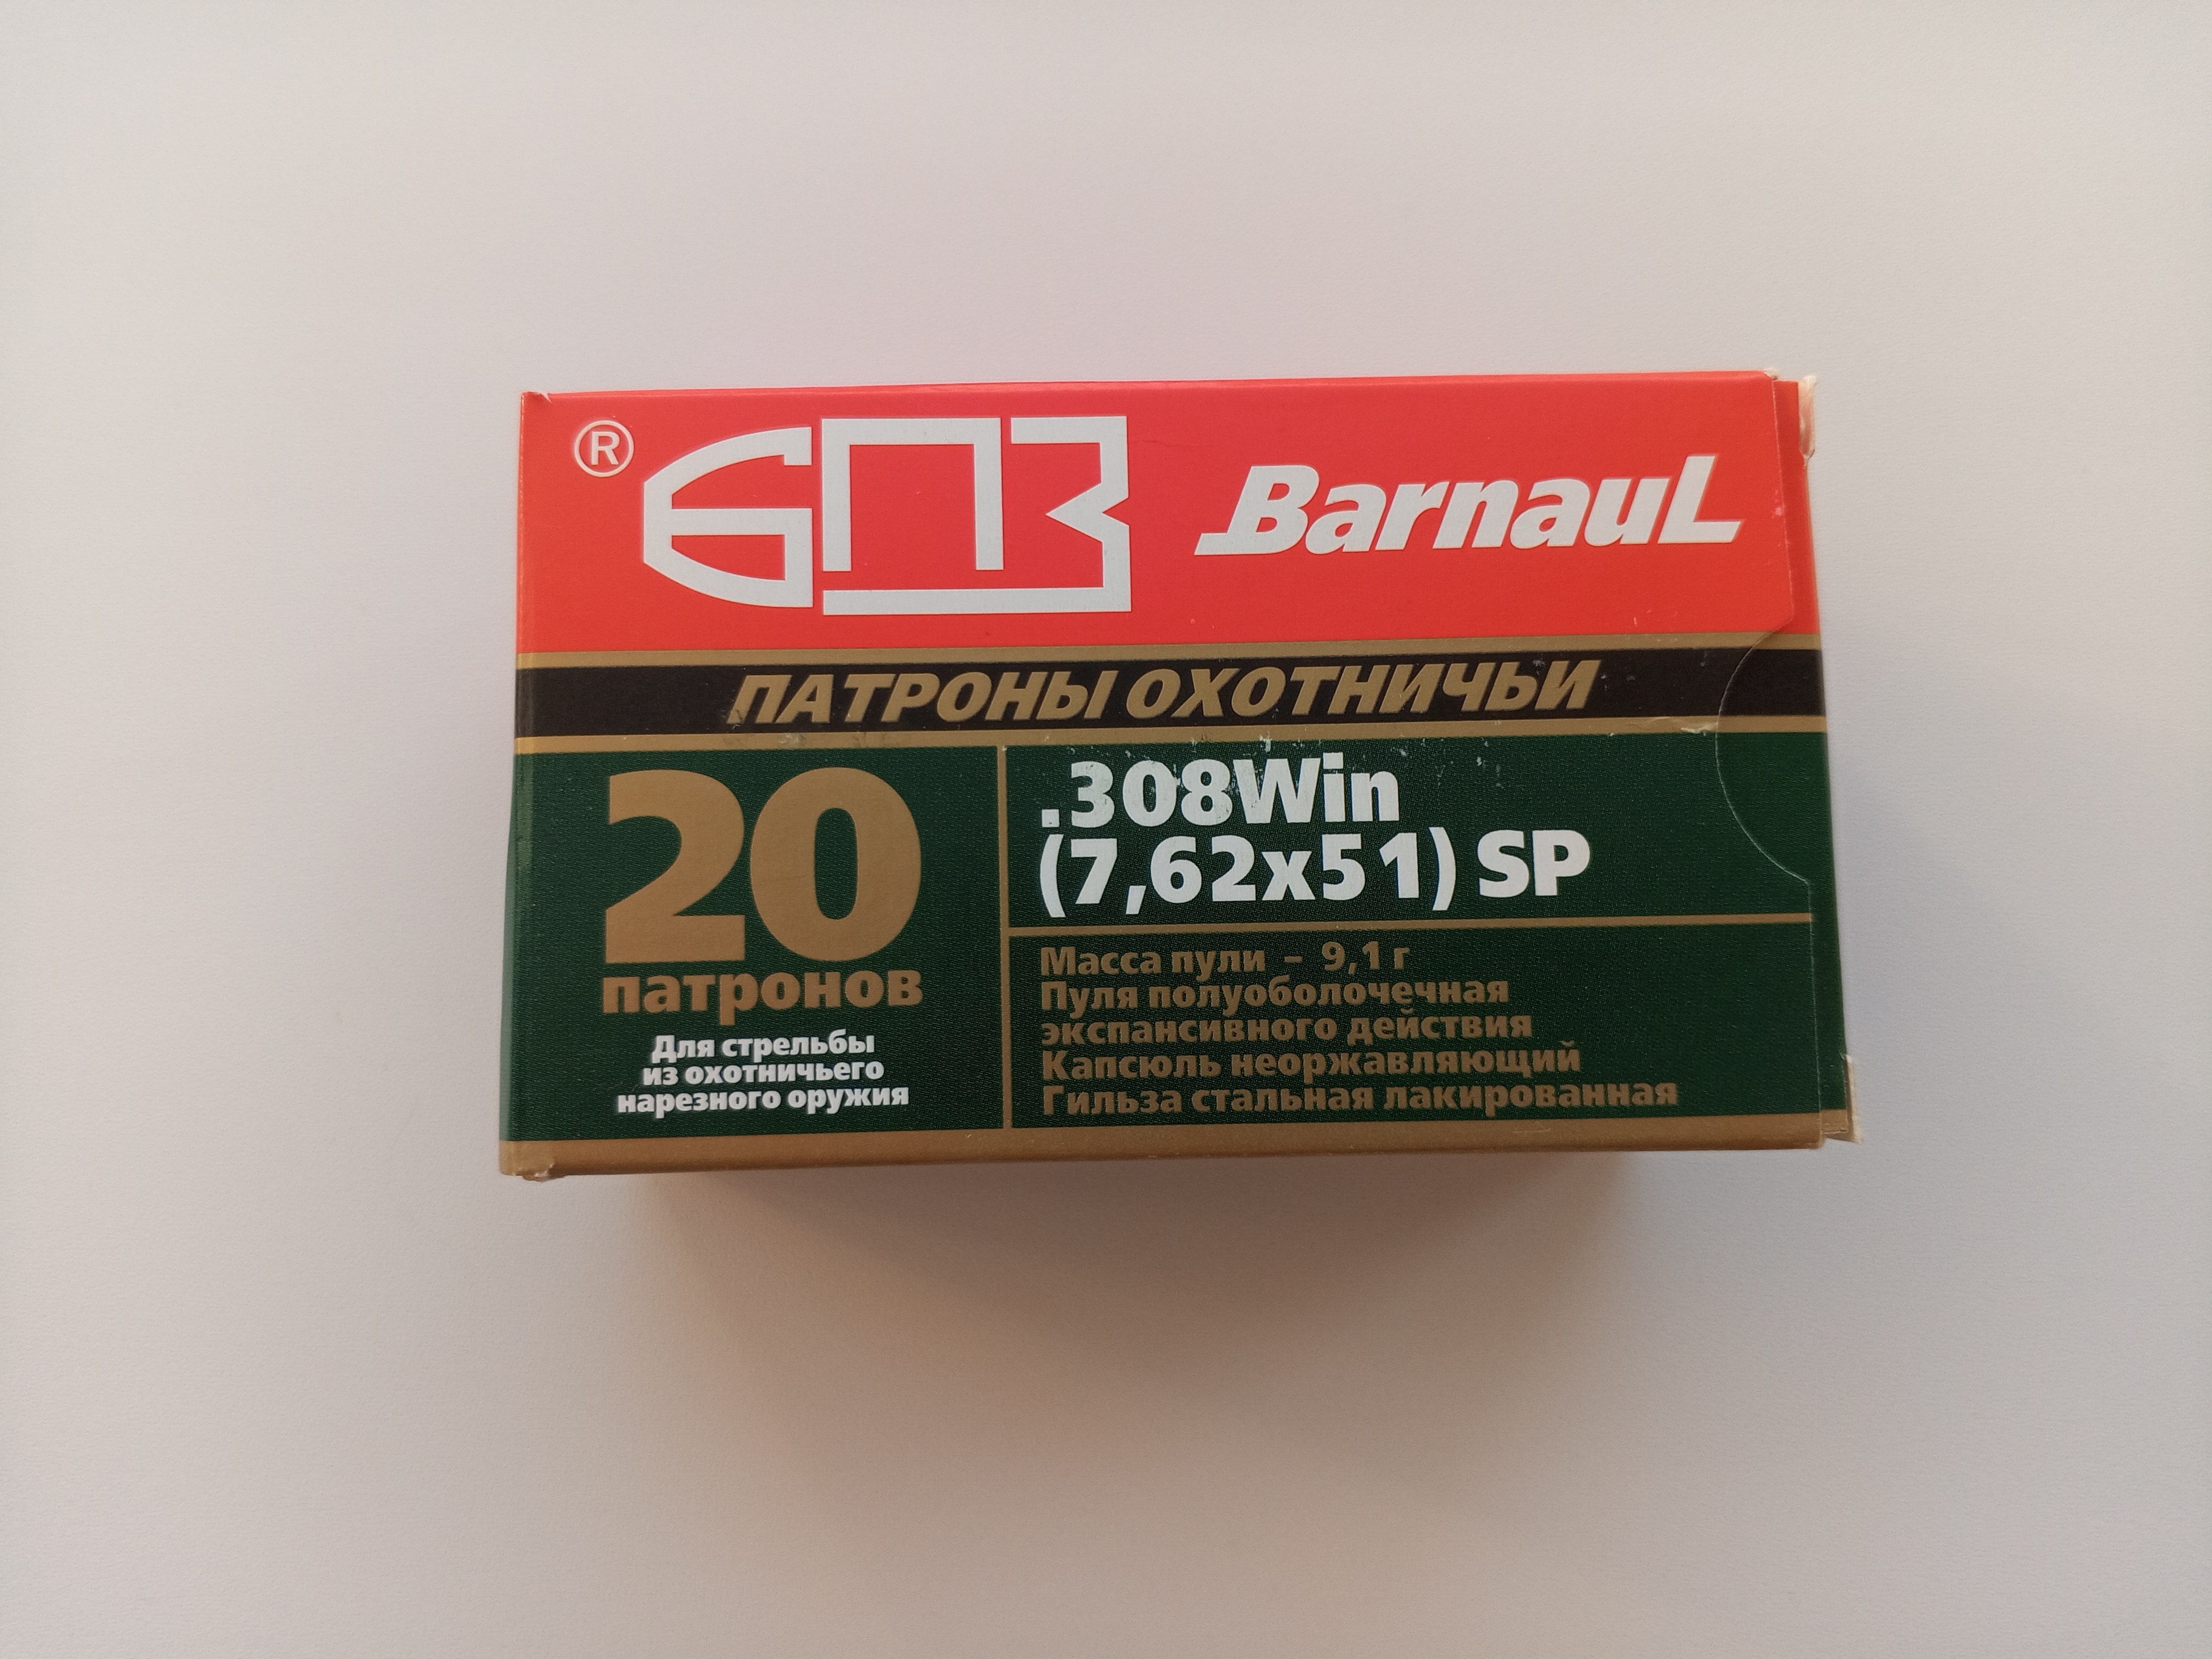 ® БПЗ BarnauL
ПАТРОНЫ ОХОТНИЧЬИ
20
патронов
Для стрельбы
из охотничьего
нарезного оружия
.308Win
(7,62x51) SP
Масса пули – 9,1 г
Пуля полуоболочечная
экспансивного действия
Капсюль неоржавляющий
Гильза стальная лакированная